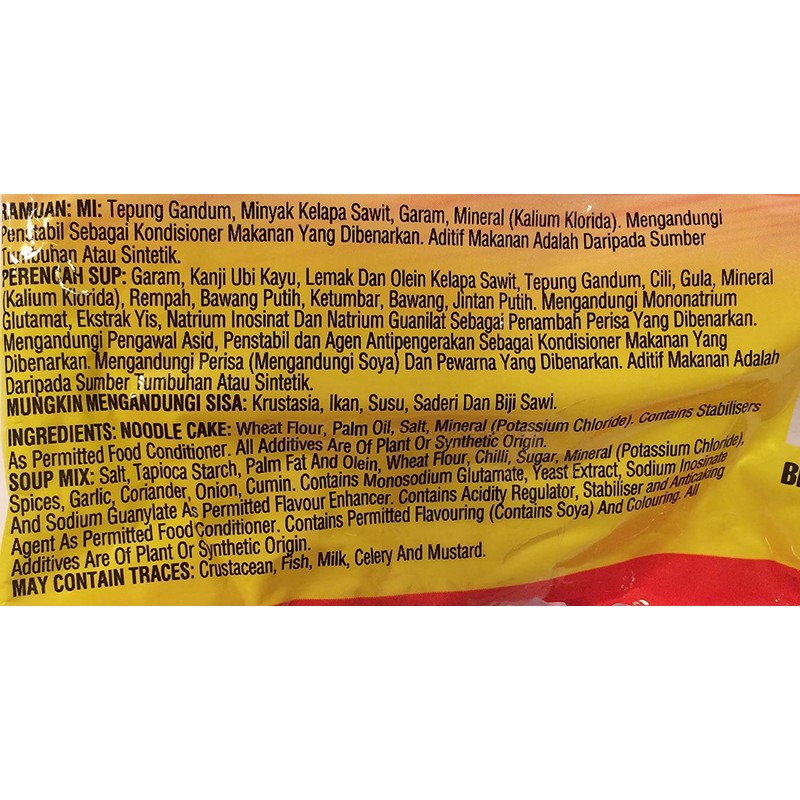 RAMUAN: MI: Tepung Gandum, Minyak Kelapa Sawit, Garam, Mineral (Kalium Klorida). Mengandungi
Penstabil Sebagai Kondisioner Makanan Yang Dibenarkan. Aditif Makanan Adalah Daripada Sumber
Tumbuhan Atau Sintetik.
PERENCAH SUP: Garam, Kanji Ubi Kayu, Lemak Dan Olein Kelapa Sawit, Tepung Gandum, Cili, Gula, Mineral
(Kalium Klorida), Rempah, Bawang Putih, Ketumbar, Bawang, Jintan Putih. Mengandungi Mononatrium
Glutamat, Ekstrak Yis, Natrium Inosinat Dan Natrium Guanilat Sebagai Penambah Perisa Yang Dibenarkan.
Mengandungi Pengawal Asid, Penstabil dan Agen Antipengerakan Sebagai Kondisioner Makanan Yang
Dibenarkan. Mengandungi Perisa (Mengandungi Soya) Dan Pewarna Yang Dibenarkan. Aditif Makanan Adalah
Daripada Sumber Tumbuhan Atau Sintetik.
MUNGKIN MENGANDUNGI SISA: Krustasia, Ikan, Susu, Saderi Dan Biji Sawi.
INGREDIENTS: NOODLE CAKE: Wheat Flour, Palm Oil, Salt, Mineral (Potassium Chloride). Contains Stabilisers
As Permitted Food Conditioner. All Additives Are Of Plant Or Synthetic Origin.
SOUP MIX: Salt, Tapioca Starch, Palm Fat And Olein, Wheat Flour, Chilli, Sugar, Mineral (Potassium Chloride),
Spices, Garlic, Coriander, Onion, Cumin. Contains Monosodium Glutamate, Yeast Extract, Sodium Inosinate
And Sodium Guanylate As Permitted Flavour Enhancer. Contains Acidity Regulator, Stabiliser and Anticaking
Agent As Permitted Food Conditioner. Contains Permitted Flavouring (Contains Soya) And Colouring. All
Additives Are Of Plant Or Synthetic Origin.
MAY CONTAIN TRACES: Crustacean, Fish, Milk, Celery And Mustard.